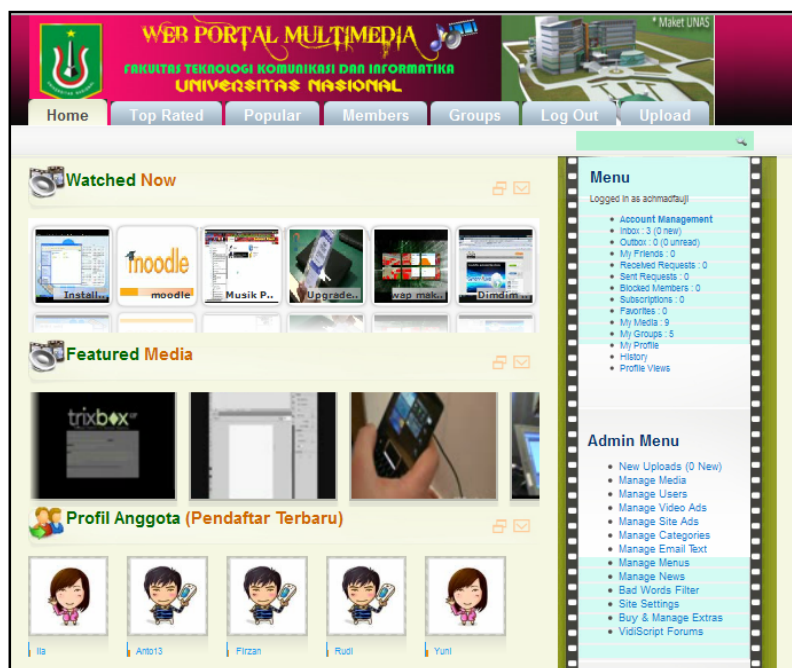 * Maket UNAS
WEB PORTAL MULTIMEDIA
FAKULTAS TEKNOLOGI KOMUNIKASI DAN INFORMATIKA
UNIVERSITAS NASIONAL
Home Top Rated Popular Members Groups Log Out Upload
Watched Now
Install.. moodle Musik P.. Upgrade.. wap mak.. Dimdim ..
moodle
Featured Media
trixbox
Profil Anggota (Pendaftar Terbaru)
lia Anto13 Firzan Rudi Yuni
Menu
Logged in as achmadfauji
Account Management
Inbox : 3 (0 new)
Outbox : 0 (0 unread)
My Friends : 0
Received Requests : 0
Sent Requests : 0
Blocked Members : 0
Subscriptions : 0
Favorites : 0
My Media : 9
My Groups : 5
My Profile
History
Profile Views
Admin Menu
New Uploads (0 New)
Manage Media
Manage Users
Manage Video Ads
Manage Site Ads
Manage Categories
Manage Email Text
Manage Menus
Manage News
Bad Words Filter
Site Settings
Buy & Manage Extras
VidiScript Forums